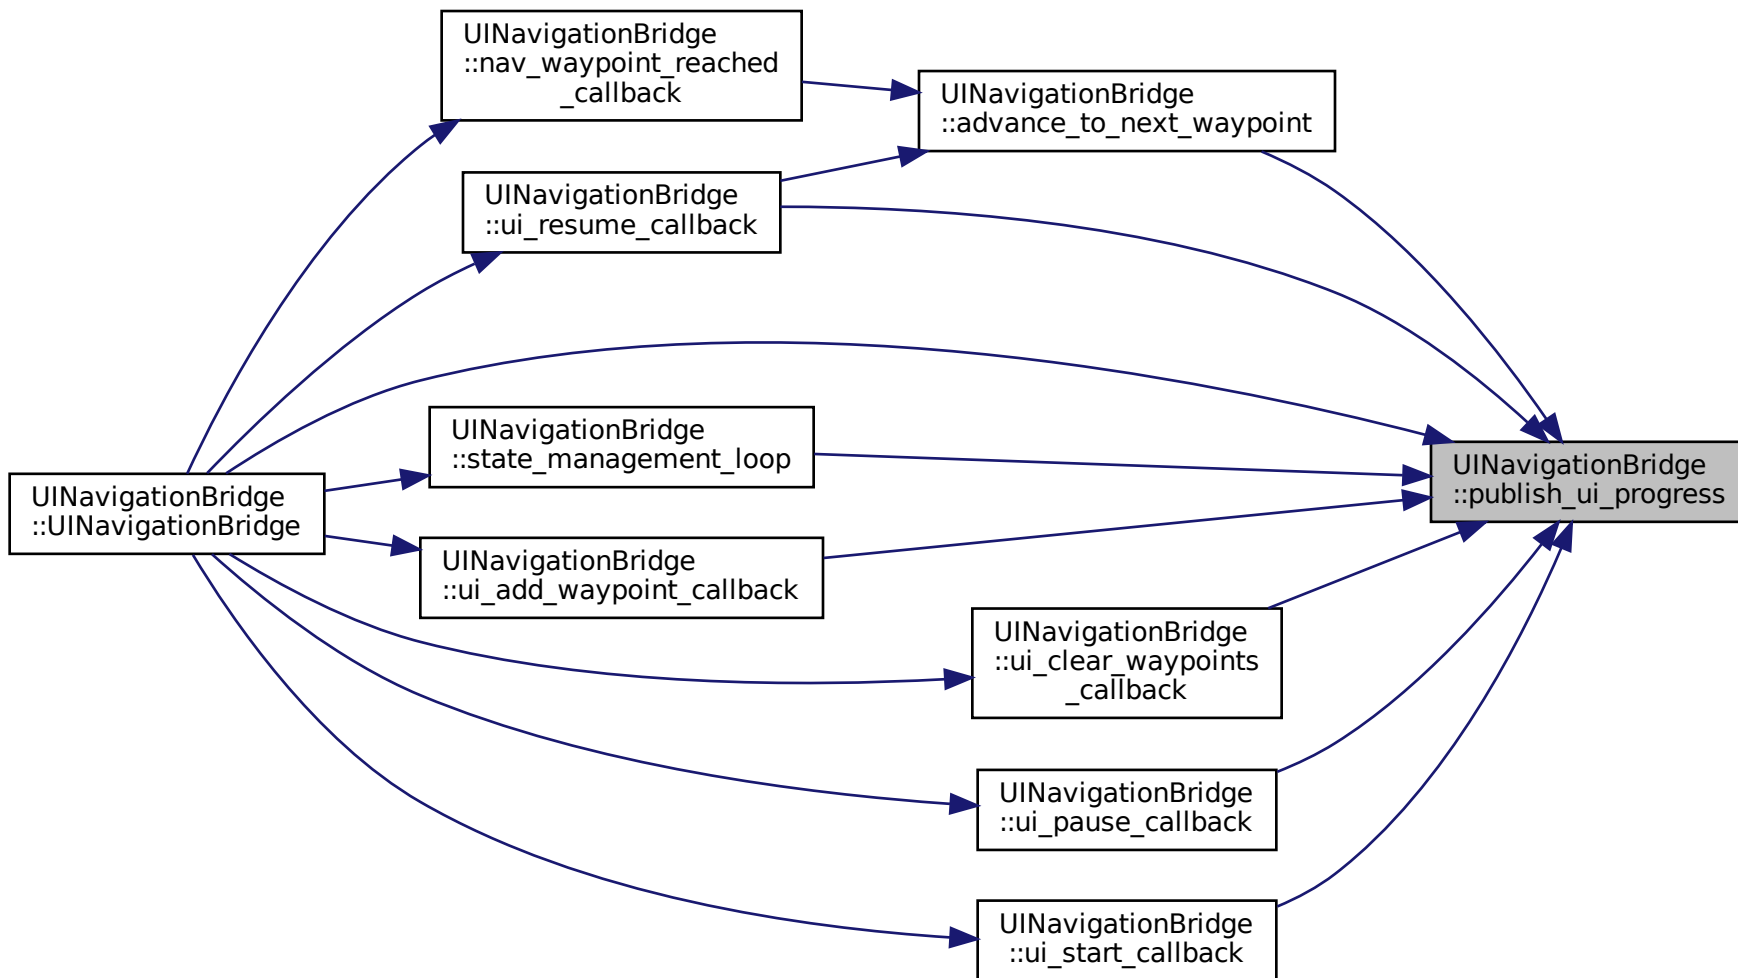 UINavigationBridge
::nav_waypoint_reached
_callback
UINavigationBridge
::advance_to_next_waypoint
UINavigationBridge
::ui_resume_callback
UINavigationBridge
::state_management_loop
UINavigationBridge
::publish_ui_progress
UINavigationBridge
::UINavigationBridge
UINavigationBridge
::ui_add_waypoint_callback
UINavigationBridge
::ui_clear_waypoints
_callback
UINavigationBridge
::ui_pause_callback
UINavigationBridge
::ui_start_callback